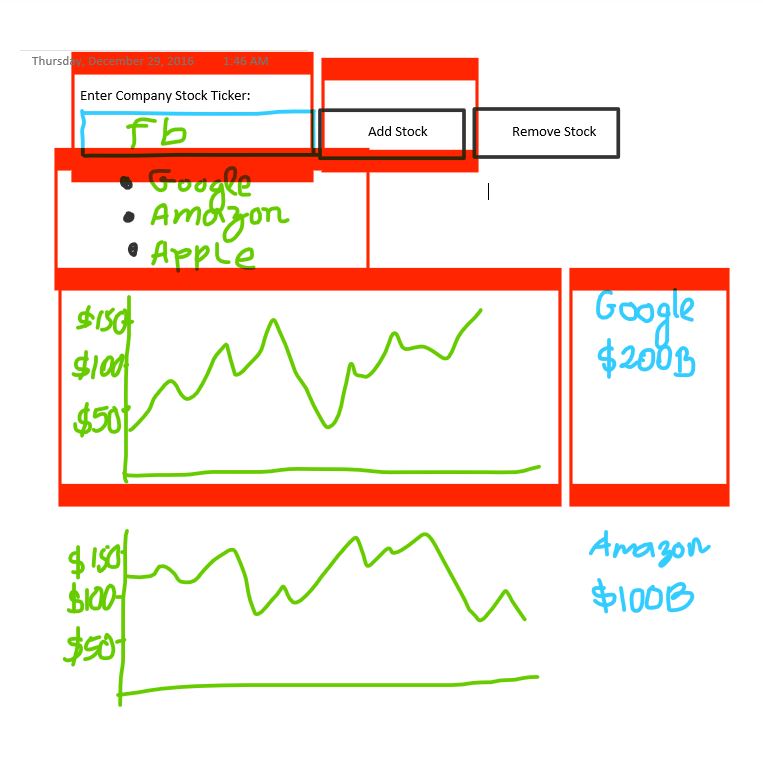 Thursday, December 29, 2016 1:46 AM
Enter Company Stock Ticker:
fb Add Stock Remove Stock
• Google
• Amazon
• Apple
$150
$100
$50
Google
$200B
$150
$100
$50
Amazon
$100B